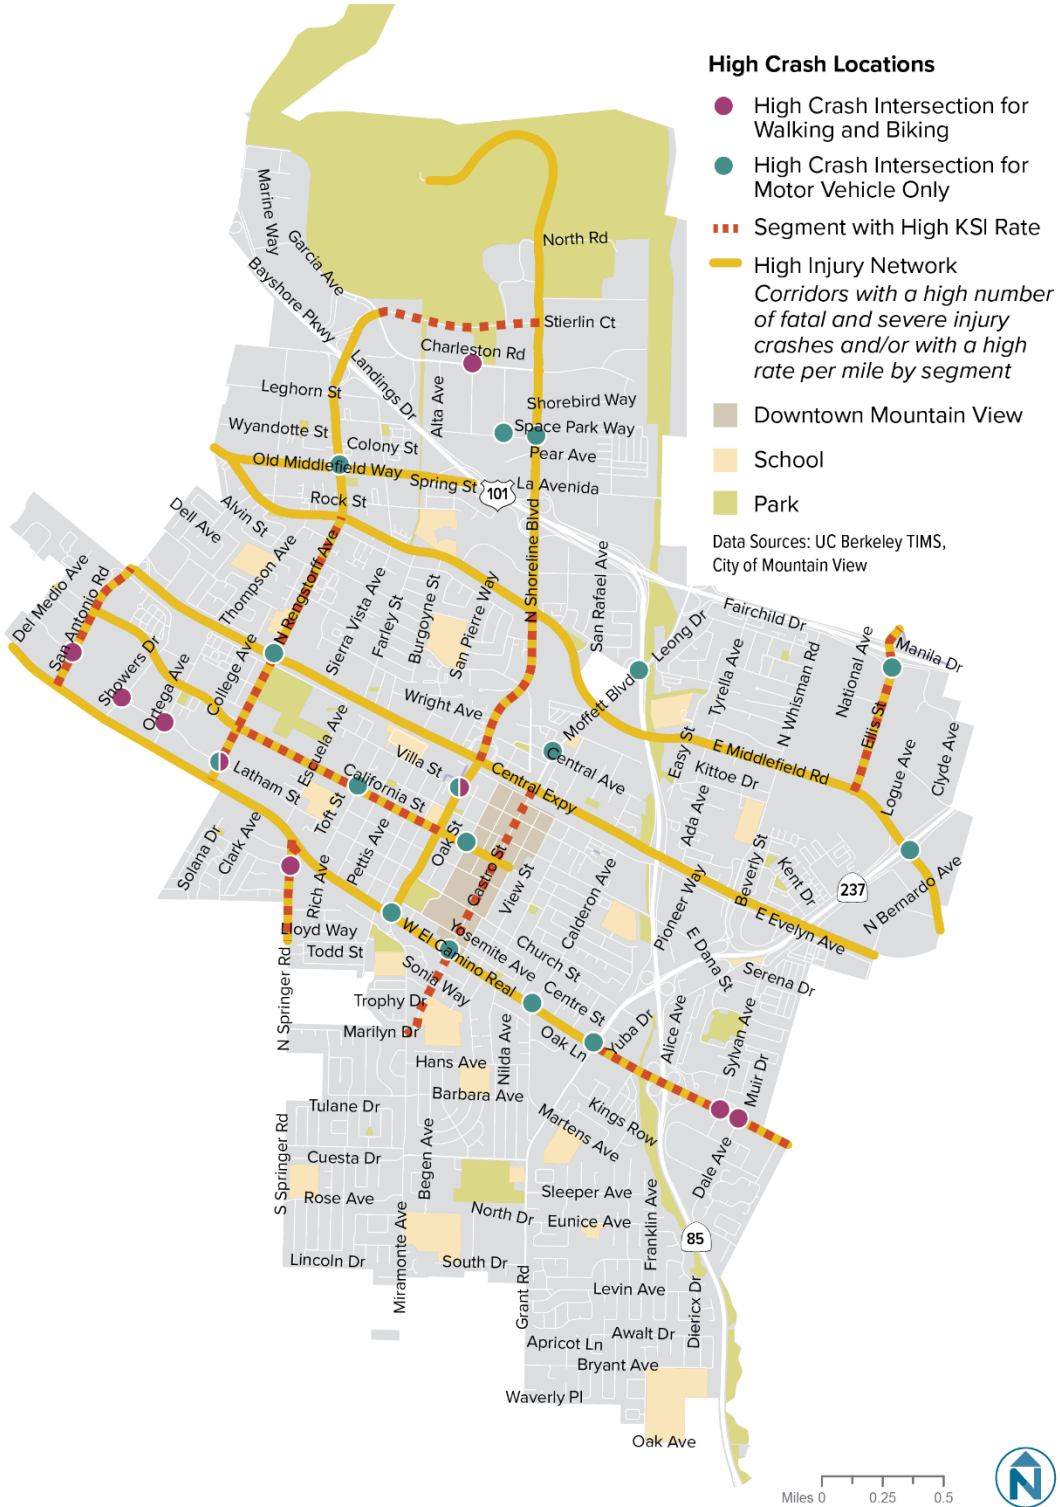 High Crash Locations
High Crash Intersection for
Walking and Biking
High Crash Intersection for
Motor Vehicle Only
Segment with High KSI Rate
High Injury Network
Corridors with a high number
of fatal and severe injury
crashes and/or with a high
rate per mile by segment
Downtown Mountain View
School
Park
Data Sources: UC Berkeley TIMS,
City of Mountain View
Marine Way
Garcia Ave
Bayshore Pkwy
North Rd
Stierlin Ct
Charleston Rd
Landings Dr
Alta Ave
Leghorn St
Shorebird Way
Wyandotte St
Colony St
Space Park Way
Pear Ave
Old Middlefield Way
Spring St
101
La Avenida
Rock St
Alvin St
Dell Ave
N Shoreline Blvd
Thompson Ave
N Rengstorff Ave
San Rafael Ave
Del Medio Ave
San Antonio Rd
Sierra Vista Ave
Farley St
Burgoyne St
San Pierre Way
Fairchild Dr
Leong Dr
Manila Dr
Showers Dr
Ortega Ave
College Ave
Tyrella Ave
N Whisman Rd
National Ave
Ellis St
Wright Ave
Moffett Blvd
Escuela Ave
Villa St
Central Ave
Easy St
E Middlefield Rd
Logue Ave
Clyde Ave
Latham St
California St
Toft St
Central Expy
Kittoe Dr
Ada Ave
Solana Dr
Clark Ave
Rich Ave
Pettis Ave
Oak St
Castro St
View St
Calderon Ave
Pioneer Way
Beverly St
Kent Dr
237
N Bernardo Ave
E Evelyn Ave
Lloyd Way
Todd St
W El Camino Real
Yosemite Ave
Church St
E Dana St
Serena Dr
Sonia Way
Centre St
N Springer Rd
Trophy Dr
Marilyn Dr
Oak Ln
Yuba Dr
Alice Ave
Sylvan Ave
Muir Dr
Hans Ave
Nilda Ave
Barbara Ave
Tulane Dr
Martens Ave
Kings Row
Dale Ave
S Springer Rd
Cuesta Dr
Begen Ave
Rose Ave
Sleeper Ave
North Dr
Eunice Ave
Franklin Ave
85
Miramonte Ave
Lincoln Dr
South Dr
Grant Rd
Levin Ave
Diericx Dr
Awalt Dr
Apricot Ln
Bryant Ave
Waverly Pl
Oak Ave
N
Miles 0 0.25 0.5